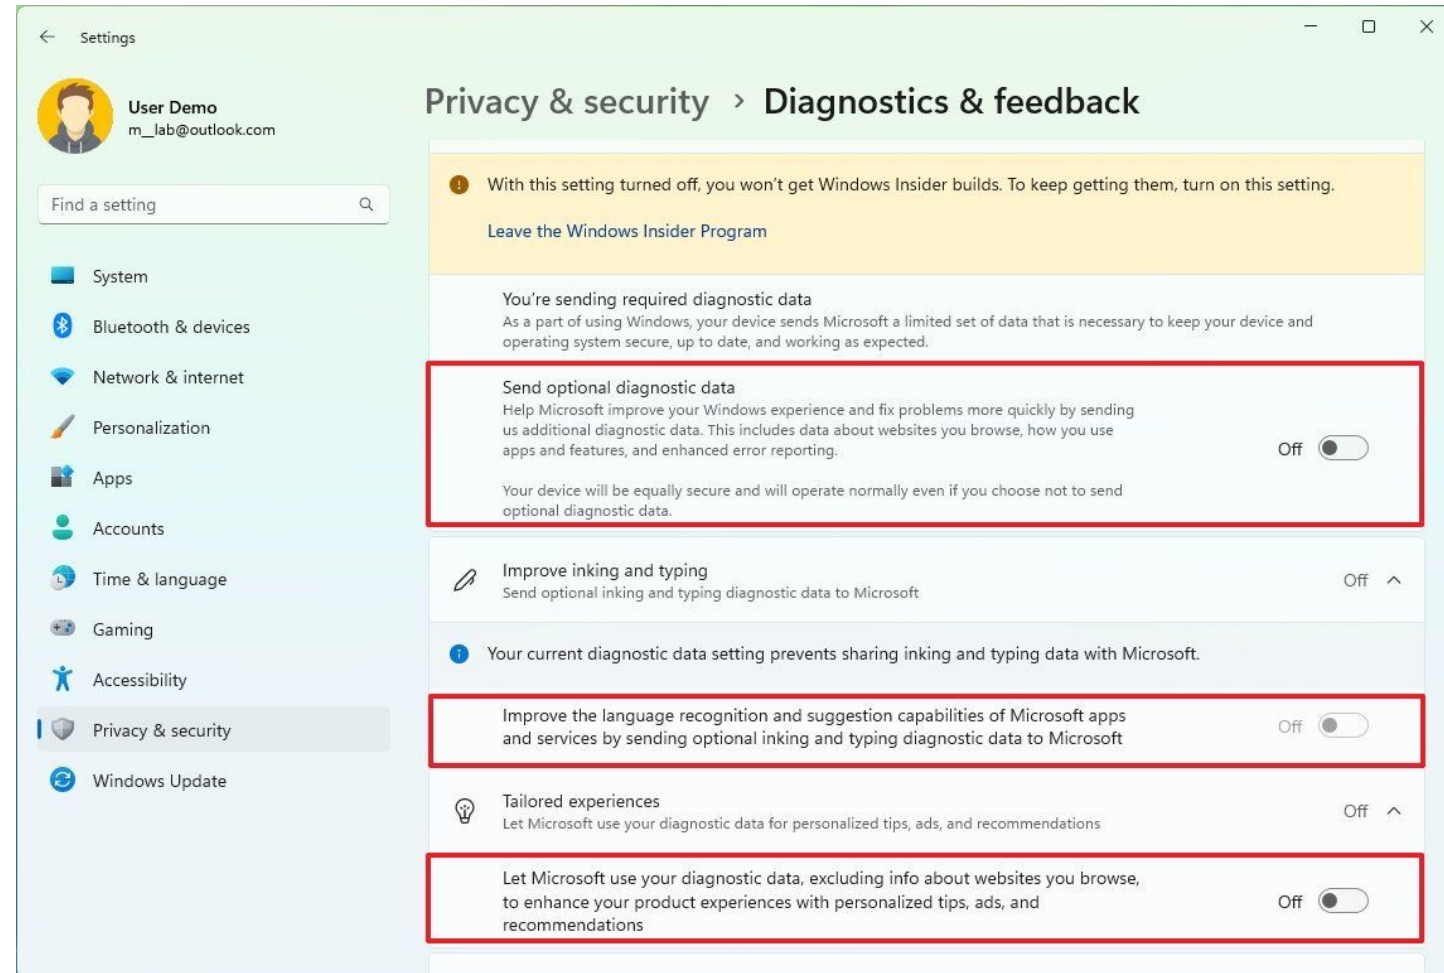 Settings
User Demo
m__lab@outlook.com
Find a setting
System
Bluetooth & devices
Network & internet
Personalization
Apps
Accounts
Time & language
Gaming
Accessibility
Privacy & security
Windows Update
Privacy & security > Diagnostics & feedback
With this setting turned off, you won't get Windows Insider builds. To keep getting them, turn on this setting.
Leave the Windows Insider Program
You're sending required diagnostic data
As a part of using Windows, your device sends Microsoft a limited set of data that is necessary to keep your device and
operating system secure, up to date, and working as expected.
Send optional diagnostic data
Help Microsoft improve your Windows experience and fix problems more quickly by sending
us additional diagnostic data. This includes data about websites you browse, how you use
apps and features, and enhanced error reporting.
Off
Your device will be equally secure and will operate normally even if you choose not to send
optional diagnostic data.
Improve inking and typing
Off
Send optional inking and typing diagnostic data to Microsoft
Your current diagnostic data setting prevents sharing inking and typing data with Microsoft.
Improve the language recognition and suggestion capabilities of Microsoft apps
and services by sending optional inking and typing diagnostic data to Microsoft
Off
Tailored experiences
Off
Let Microsoft use your diagnostic data for personalized tips, ads, and recommendations
Let Microsoft use your diagnostic data, excluding info about websites you browse,
to enhance your product experiences with personalized tips, ads, and
recommendations
Off